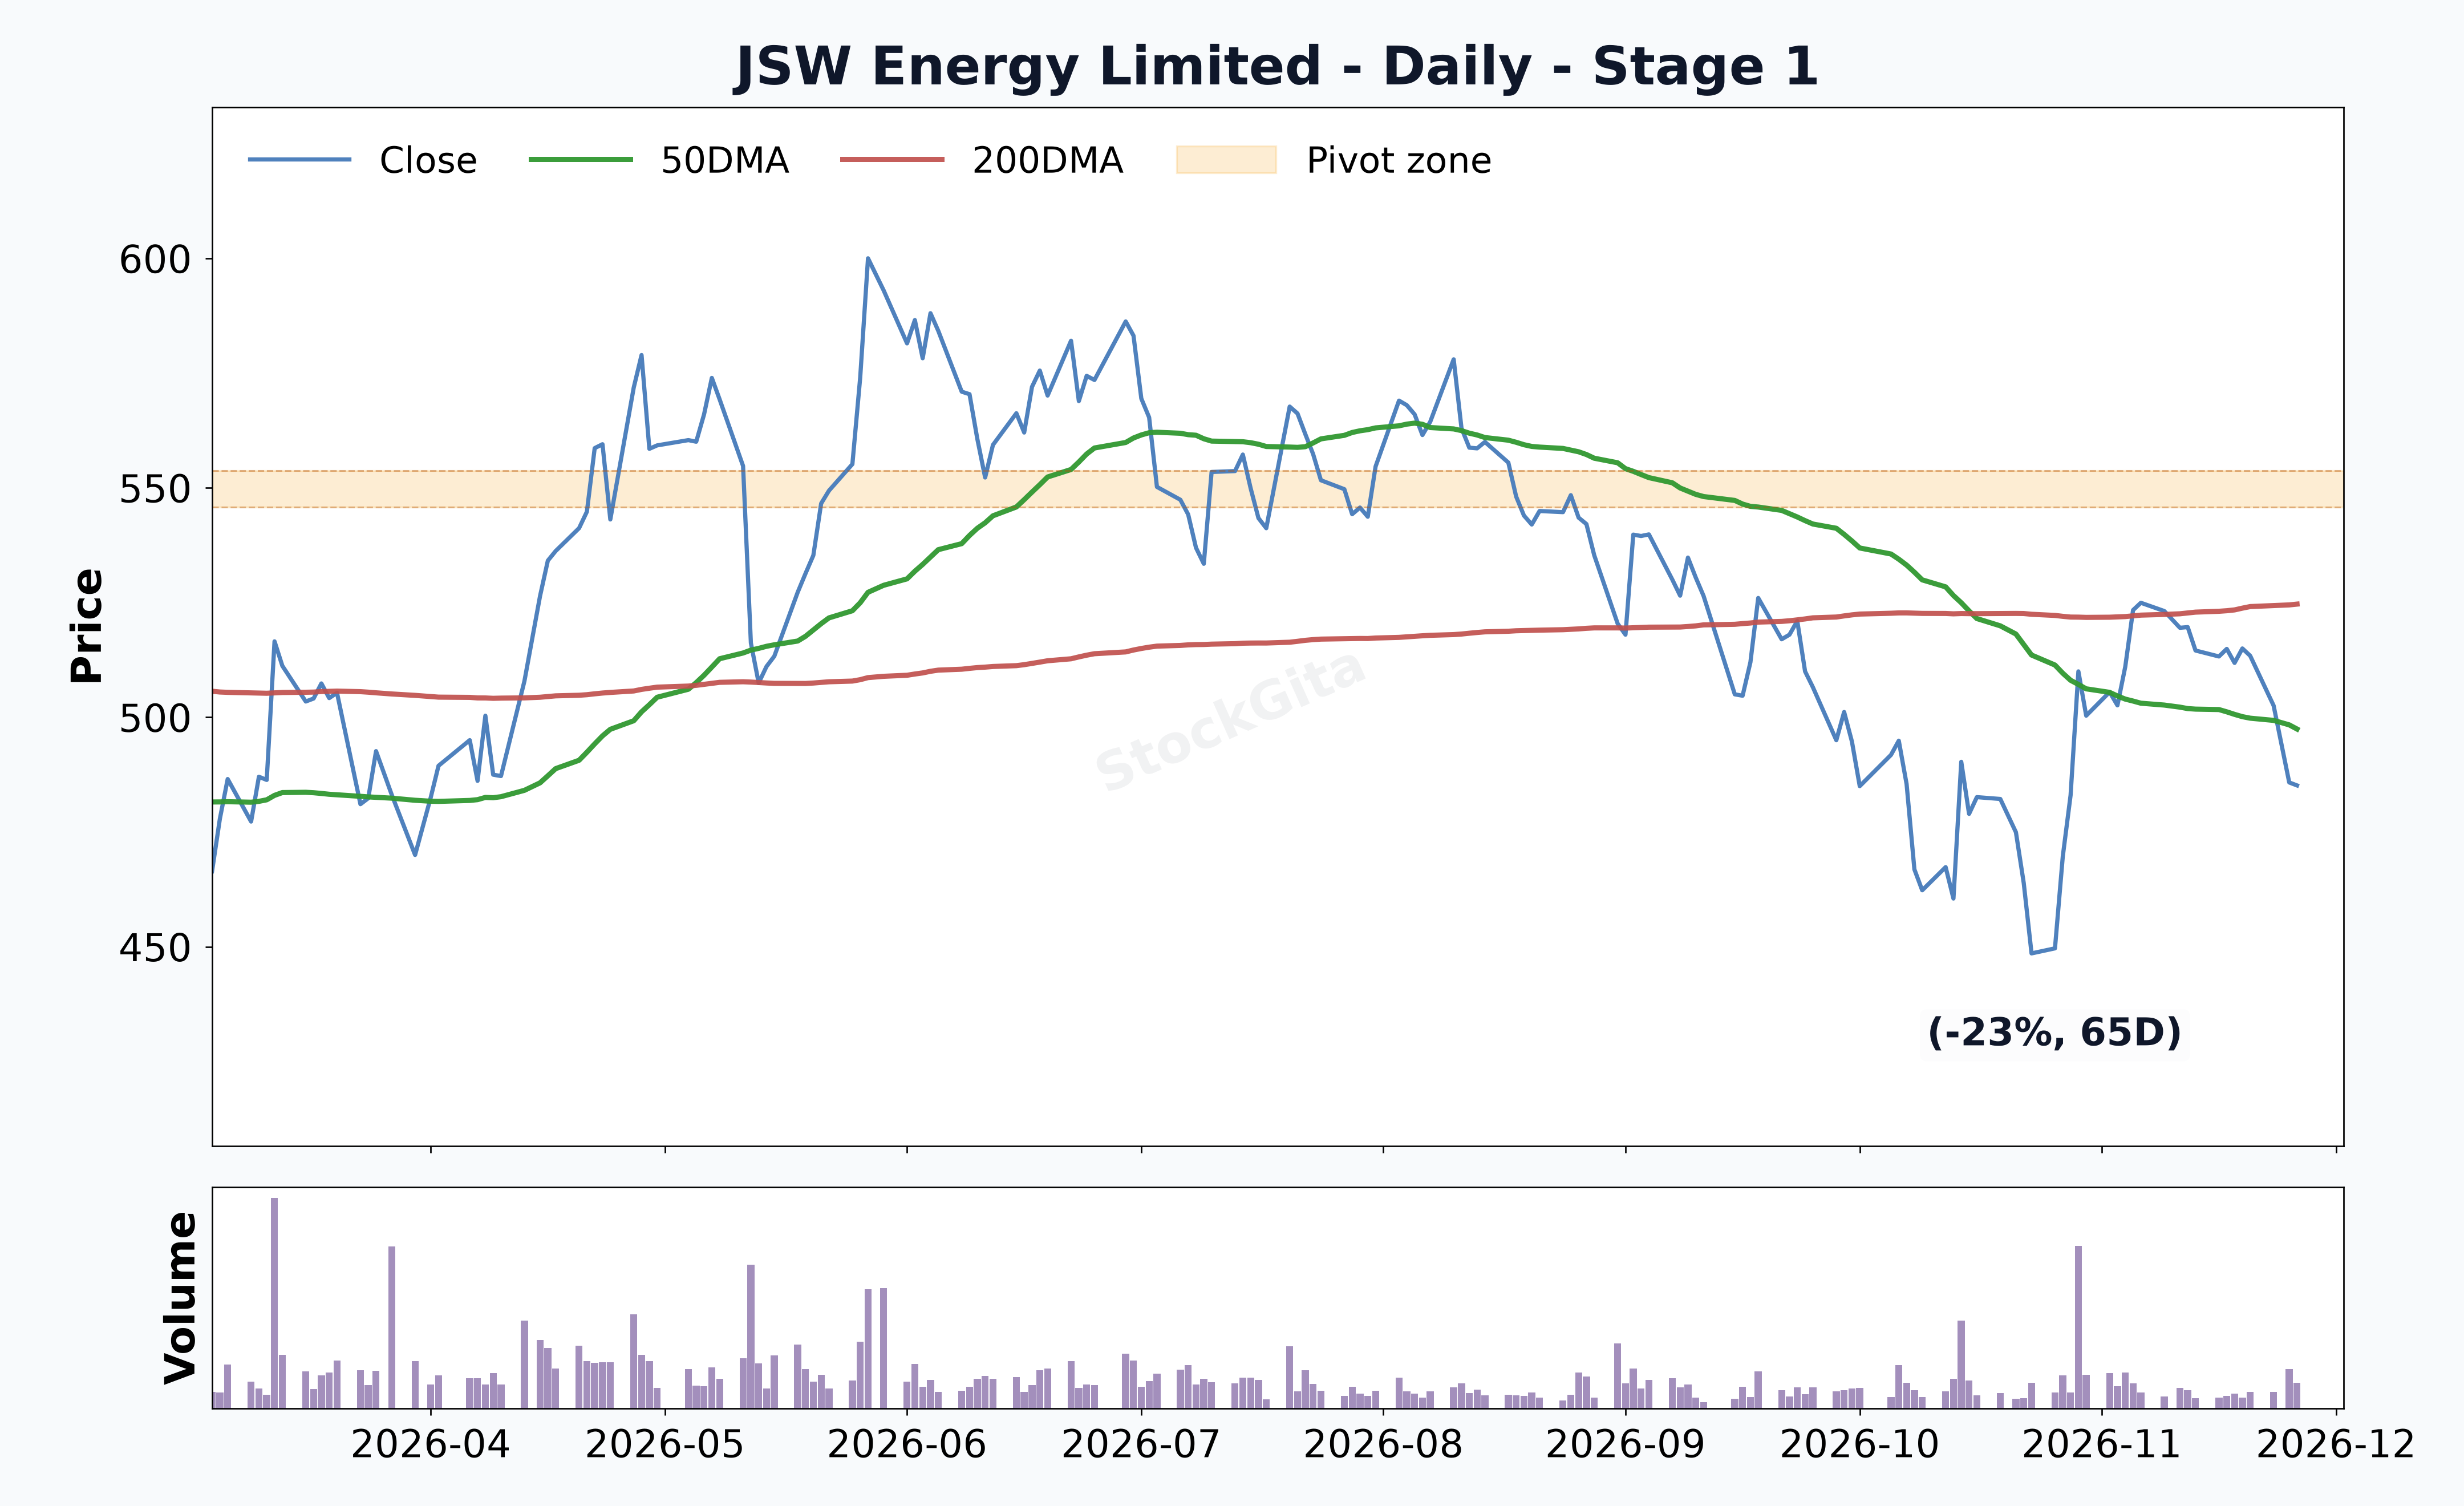 JSW Energy Limited - Daily - Stage 1
Close 50DMA 200DMA Pivot zone
600
550
500
450
Price
StockGita
(-23%, 65D)
Volume
2026-04 2026-05 2026-06 2026-07 2026-08 2026-09 2026-10 2026-11 2026-12